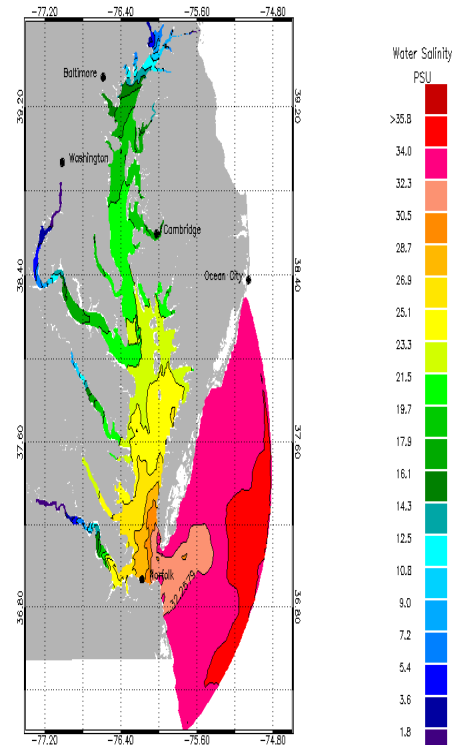 -77.20 -76.40 -75.60 -74.80
Water Salinity
PSU
Baltimore
39.20 39.20
>35.8
34.0
Washington
32.3
30.5
Cambridge
28.7
Ocean City
26.9
38.40 38.40
25.1
23.3
21.5
19.7
37.60 37.60
17.9
16.1
14.3
12.5
Norfolk
10.8
36.80 36.80
9.0
7.2
5.4
3.6
1.8
-77.20 -76.40 -75.60 -74.80